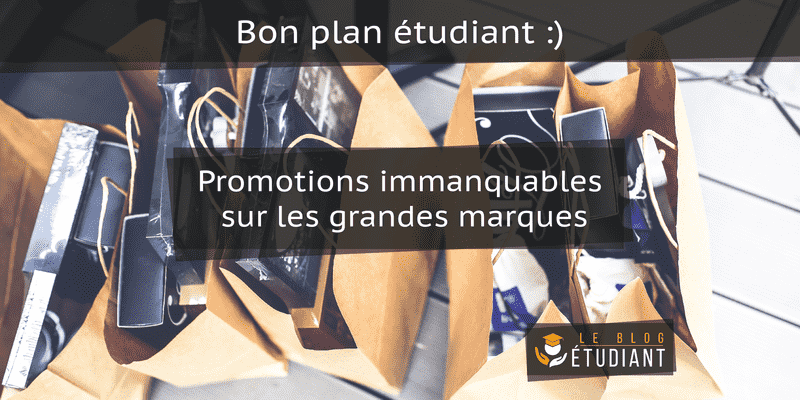 Bon plan étudiant :)
Promotions immanquables
sur les grandes marques
LE BLOG
ÉTUDIANT